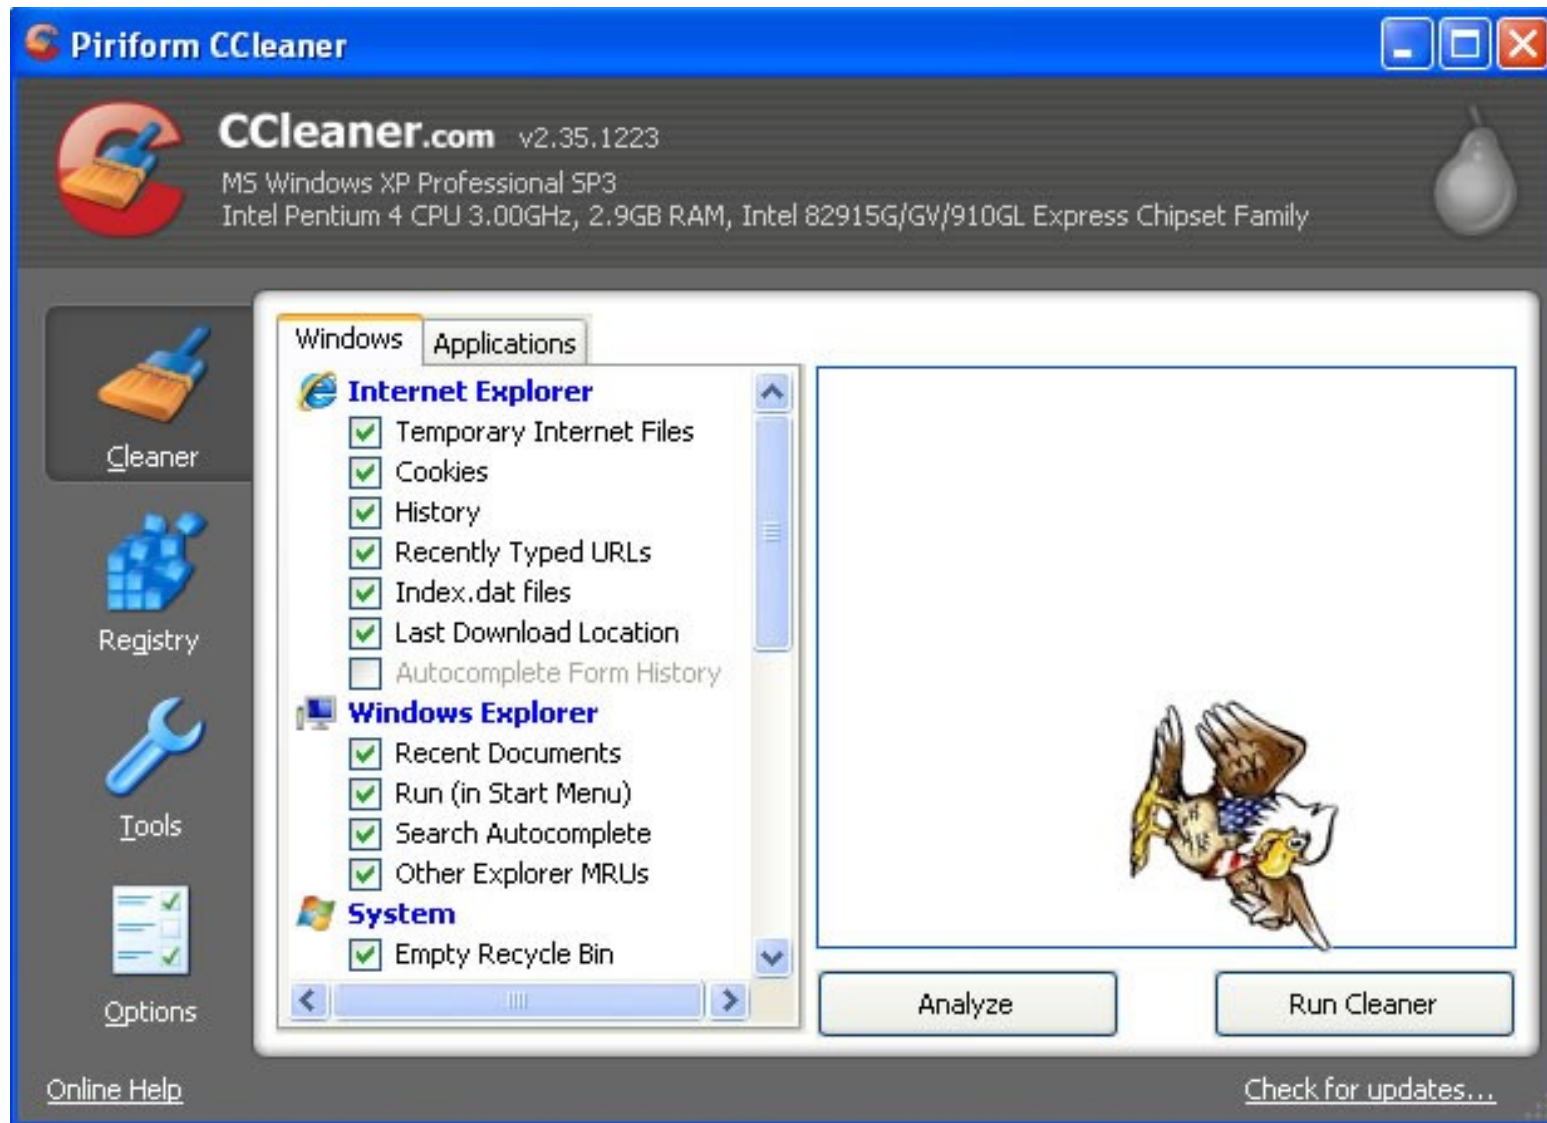 Piriform CCleaner
CCleaner.com v2.35.1223
MS Windows XP Professional SP3
Intel Pentium 4 CPU 3.00GHz, 2.9GB RAM, Intel 82915G/GV/910GL Express Chipset Family
Cleaner
Registry
Tools
Options
Windows Applications
Internet Explorer
Temporary Internet Files
Cookies
History
Recently Typed URLs
Index.dat files
Last Download Location
Autocomplete Form History
Windows Explorer
Recent Documents
Run (in Start Menu)
Search Autocomplete
Other Explorer MRUs
System
Empty Recycle Bin
Analyze Run Cleaner
Online Help Check for updates...